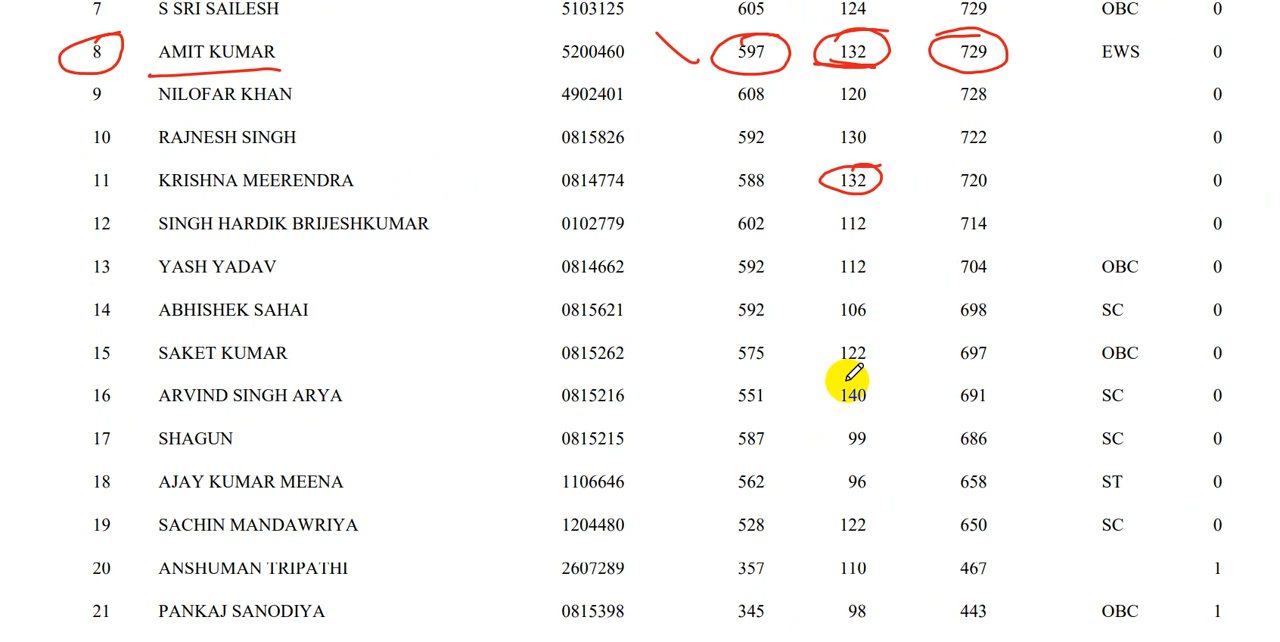 7 S SRI SAILESH 5103125 605 124 729 OBC 0
8 AMIT KUMAR 5200460 597 132 729 EWS 0
9 NILOFAR KHAN 4902401 608 120 728 0
10 RAJNESH SINGH 0815826 592 130 722 0
11 KRISHNA MEERENDRA 0814774 588 132 720 0
12 SINGH HARDIK BRIJESHKUMAR 0102779 602 112 714 0
13 YASH YADAV 0814662 592 112 704 OBC 0
14 ABHISHEK SAHAI 0815621 592 106 698 SC 0
15 SAKET KUMAR 0815262 575 122 697 OBC 0
16 ARVIND SINGH ARYA 0815216 551 140 691 SC 0
17 SHAGUN 0815215 587 99 686 SC 0
18 AJAY KUMAR MEENA 1106646 562 96 658 ST 0
19 SACHIN MANDAWRIYA 1204480 528 122 650 SC 0
20 ANSHUMAN TRIPATHI 2607289 357 110 467 1
21 PANKAJ SANODIYA 0815398 345 98 443 OBC 1